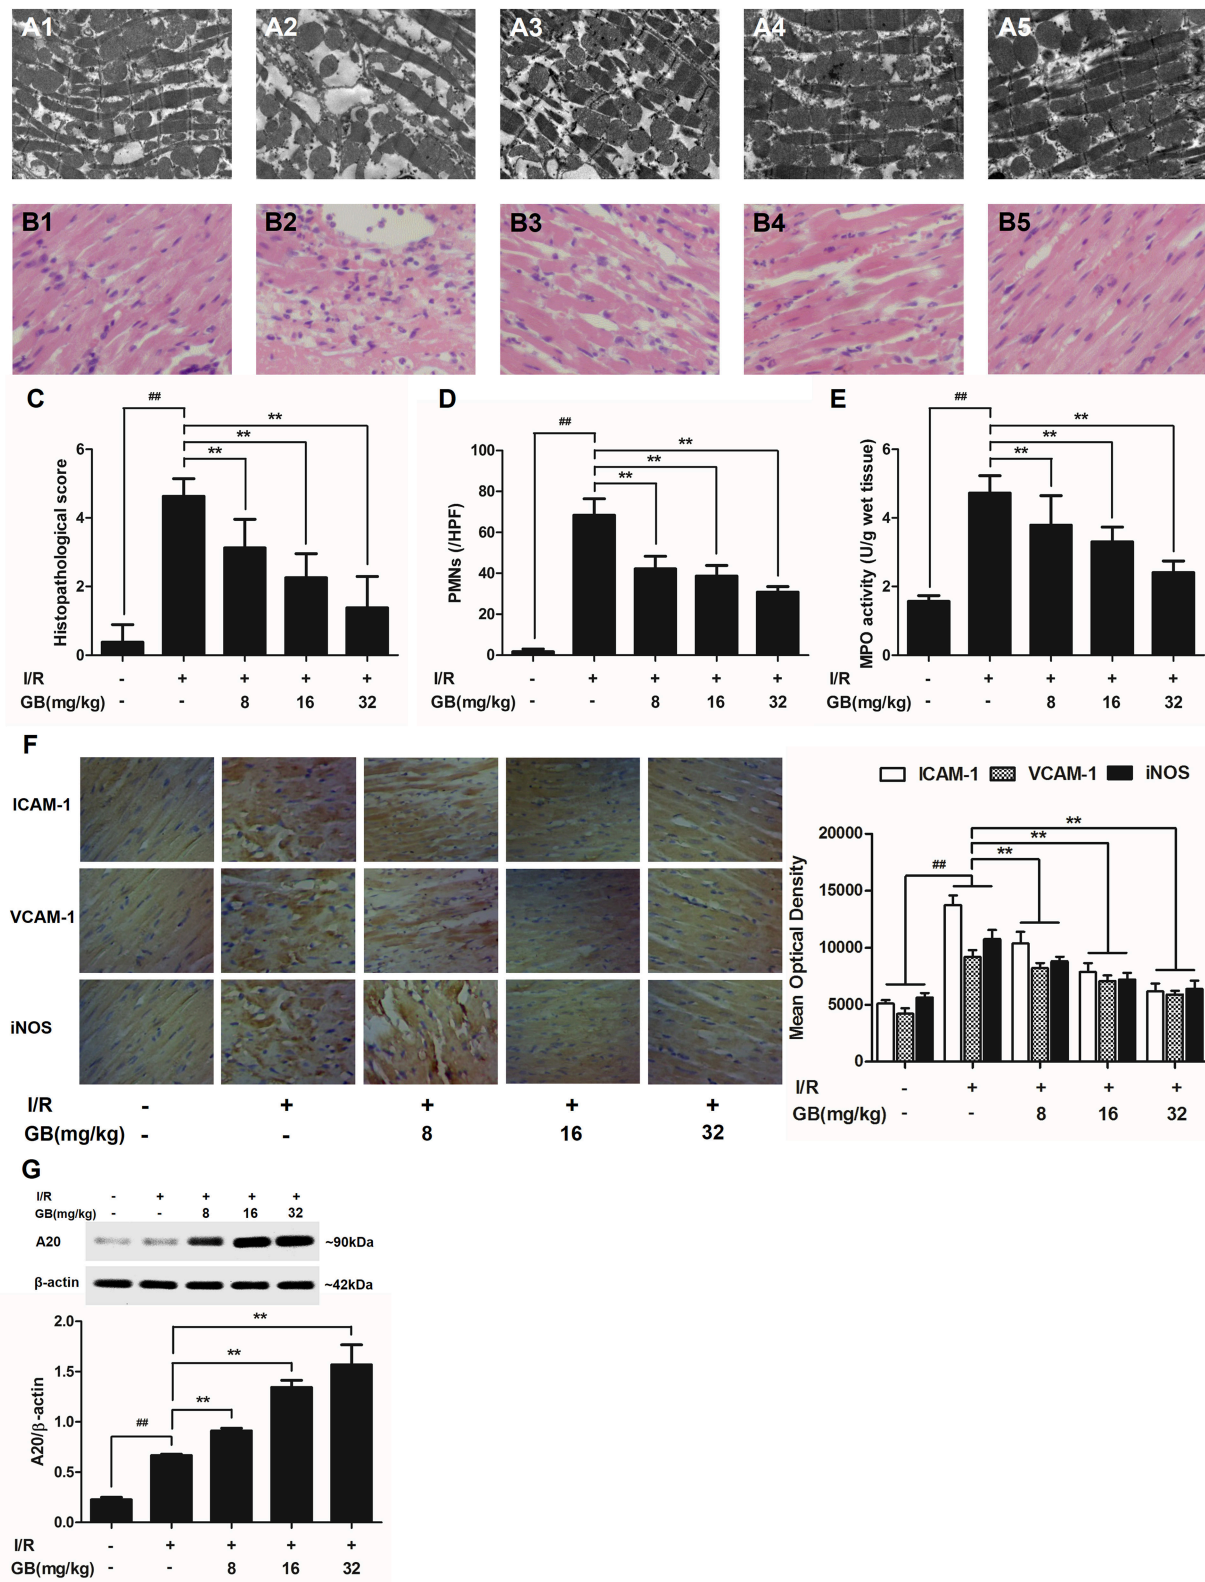 A1 A2 A3 A4 A5
B1 B2 B3 B4 B5
C
##
**
**
**
Histopathological score
6
4
2
0
I/R - + + + +
GB(mg/kg) - - 8 16 32
D
##
**
**
**
PMNs (/HPF)
100
80
60
40
20
0
I/R - + + + +
GB(mg/kg) - - 8 16 32
E
##
**
**
**
MPO activity (U/g wet tissue)
6
4
2
0
I/R - + + + +
GB(mg/kg) - - 8 16 32
F
ICAM-1
VCAM-1
iNOS
I/R - + + + +
GB(mg/kg) - - 8 16 32
ICAM-1 VCAM-1 iNOS
##
**
**
**
Mean Optical Density
20000
15000
10000
5000
0
I/R - + + + +
GB(mg/kg) - - 8 16 32
G
I/R - + + + +
GB(mg/kg) - - 8 16 32
A20 ~90kDa
β-actin ~42kDa
**
**
**
##
A20/β-actin
2.0
1.5
1.0
0.5
0.0
I/R - + + + +
GB(mg/kg) - - 8 16 32